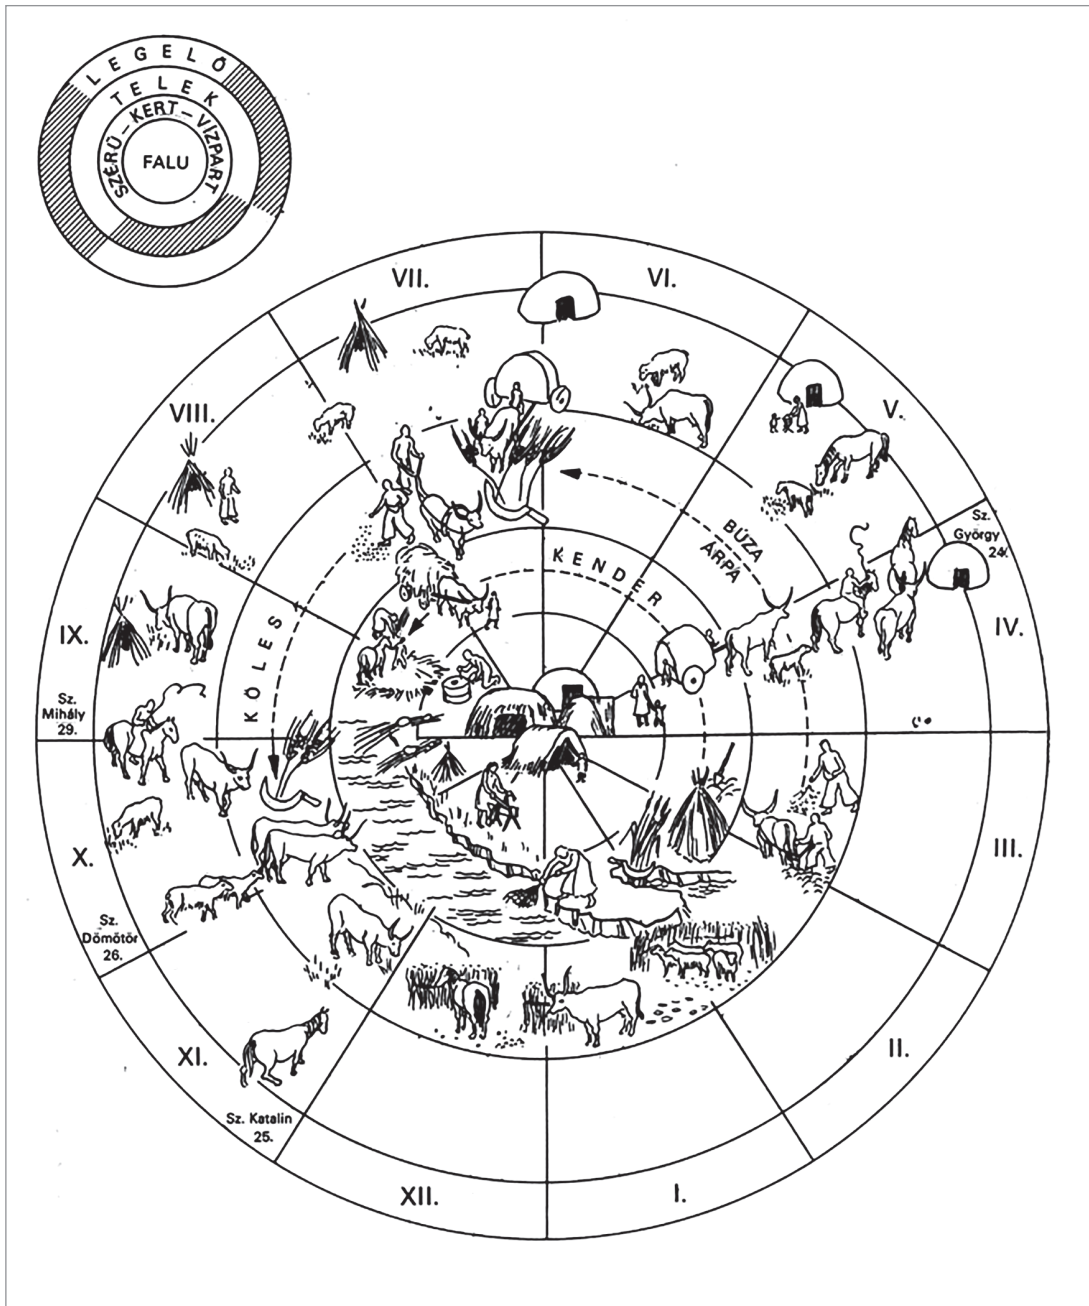 LEGELŐ
TELEK
SZÉRŰ – KERT – VÍZPART
FALU
VII.
VI.
VIII.
V.
Sz.
György
24.
BÚZA
ÁRPA
KENDER
KÖLES
IX.
IV.
Sz.
Mihály
29.
X.
III.
Sz.
Dömötör
26.
XI.
II.
Sz. Katalin
25.
XII.
I.